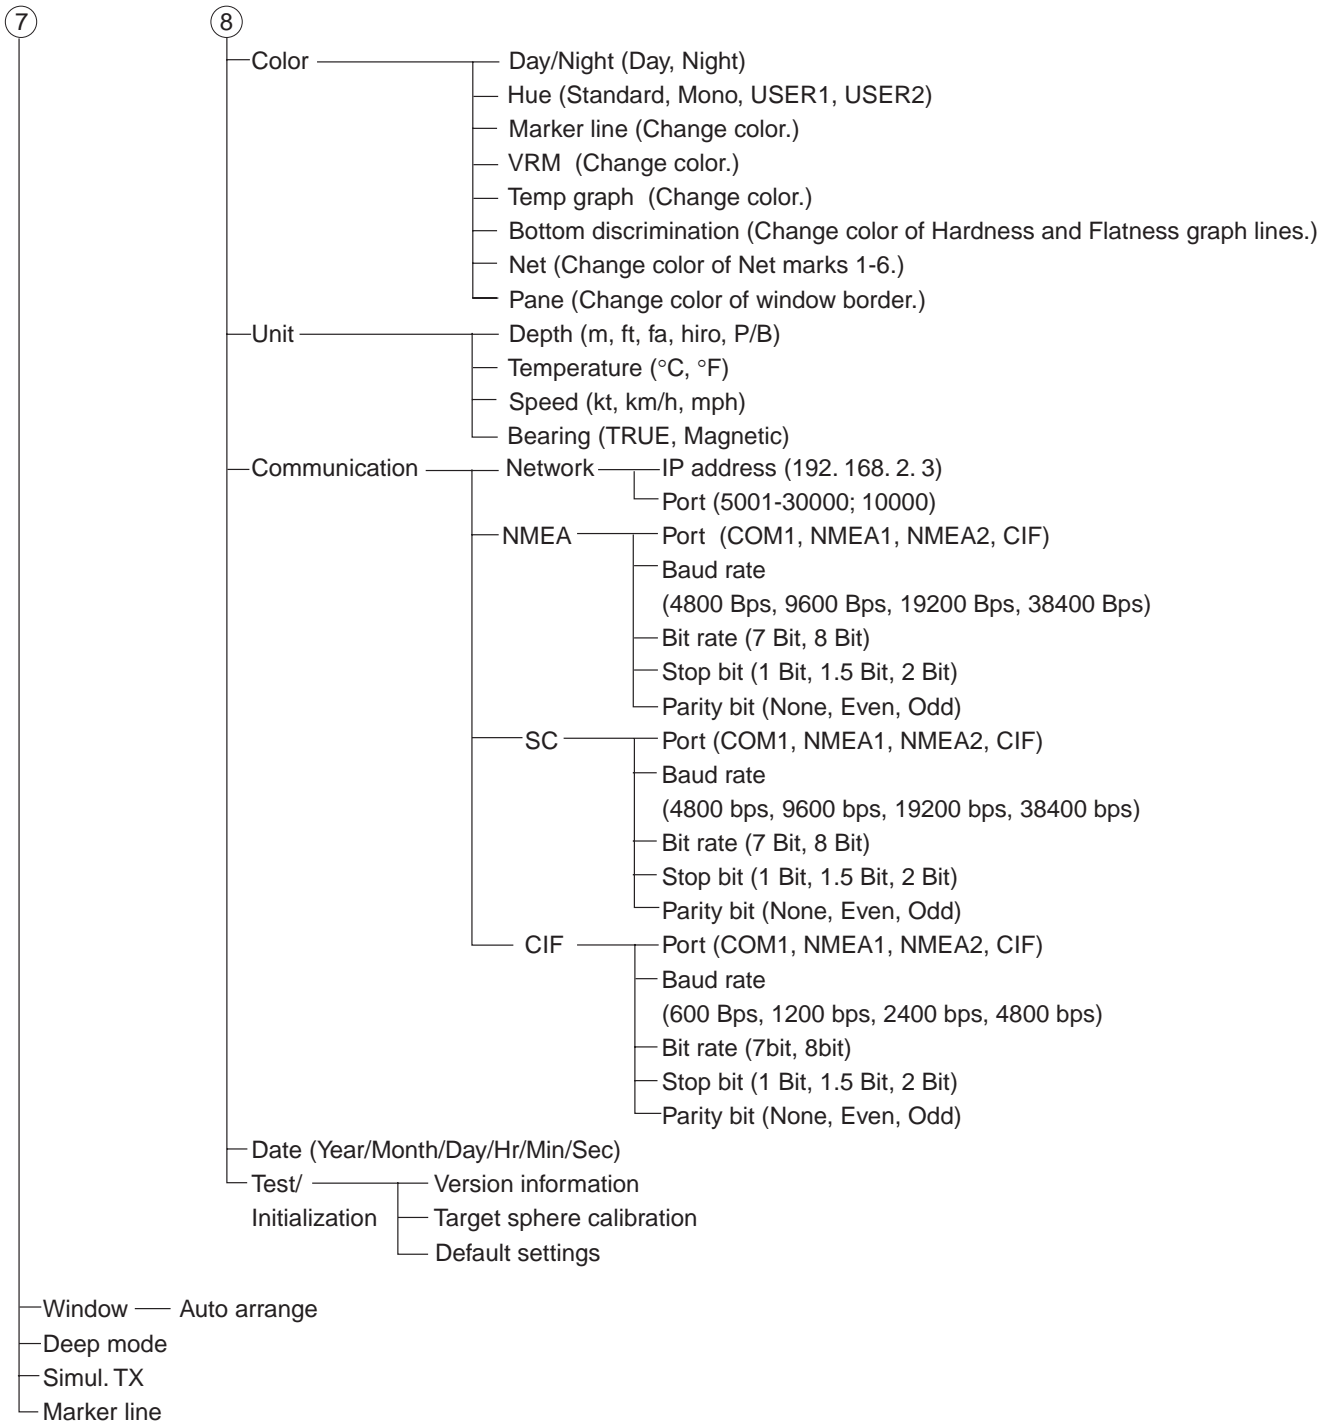 7 8
Color Day/Night (Day, Night)
Hue (Standard, Mono, USER1, USER2)
Marker line (Change color.)
VRM (Change color.)
Temp graph (Change color.)
Bottom discrimination (Change color of Hardness and Flatness graph lines.)
Net (Change color of Net marks 1-6.)
Pane (Change color of window border.)
Unit Depth (m, ft, fa, hiro, P/B)
Temperature (°C, °F)
Speed (kt, km/h, mph)
Bearing (TRUE, Magnetic)
Communication Network IP address (192. 168. 2. 3)
Port (5001-30000; 10000)
NMEA Port (COM1, NMEA1, NMEA2, CIF)
Baud rate
(4800 Bps, 9600 Bps, 19200 Bps, 38400 Bps)
Bit rate (7 Bit, 8 Bit)
Stop bit (1 Bit, 1.5 Bit, 2 Bit)
Parity bit (None, Even, Odd)
SC Port (COM1, NMEA1, NMEA2, CIF)
Baud rate
(4800 bps, 9600 bps, 19200 bps, 38400 bps)
Bit rate (7 Bit, 8 Bit)
Stop bit (1 Bit, 1.5 Bit, 2 Bit)
Parity bit (None, Even, Odd)
CIF Port (COM1, NMEA1, NMEA2, CIF)
Baud rate
(600 Bps, 1200 bps, 2400 bps, 4800 bps)
Bit rate (7bit, 8bit)
Stop bit (1 Bit, 1.5 Bit, 2 Bit)
Parity bit (None, Even, Odd)
Date (Year/Month/Day/Hr/Min/Sec)
Test/ Version information
Initialization Target sphere calibration
Default settings
Window Auto arrange
Deep mode
Simul. TX
Marker line